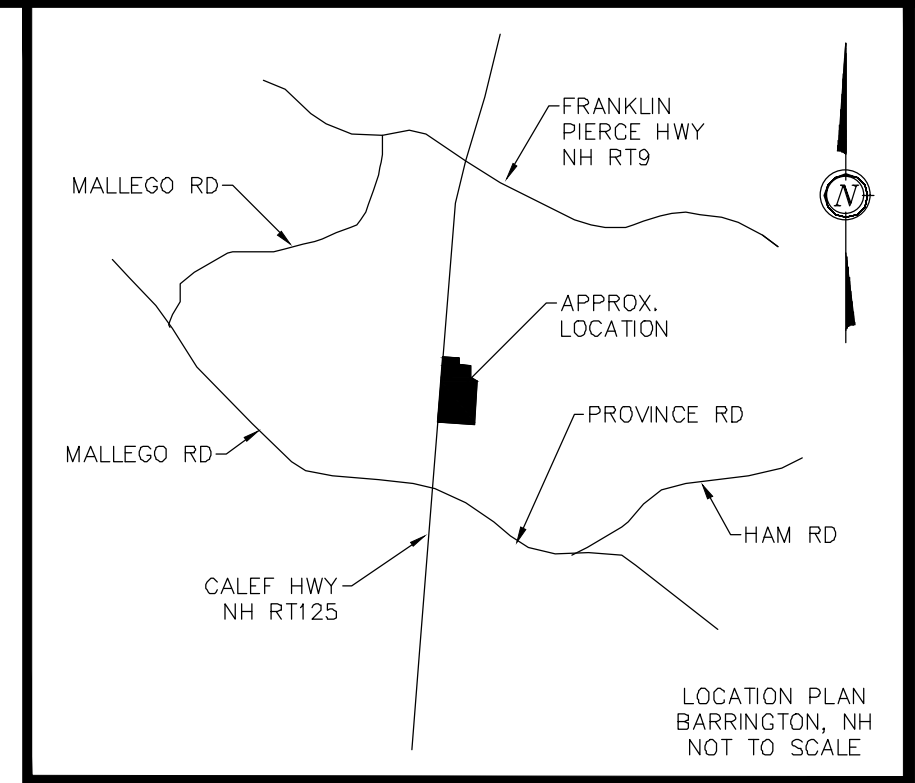 FRANKLIN
PIERCE HWY
NH RT9
MALLEGO RD
N
APPROX.
LOCATION
PROVINCE RD
MALLEGO RD
HAM RD
CALEF HWY
NH RT125
LOCATION PLAN
BARRINGTON, NH
NOT TO SCALE